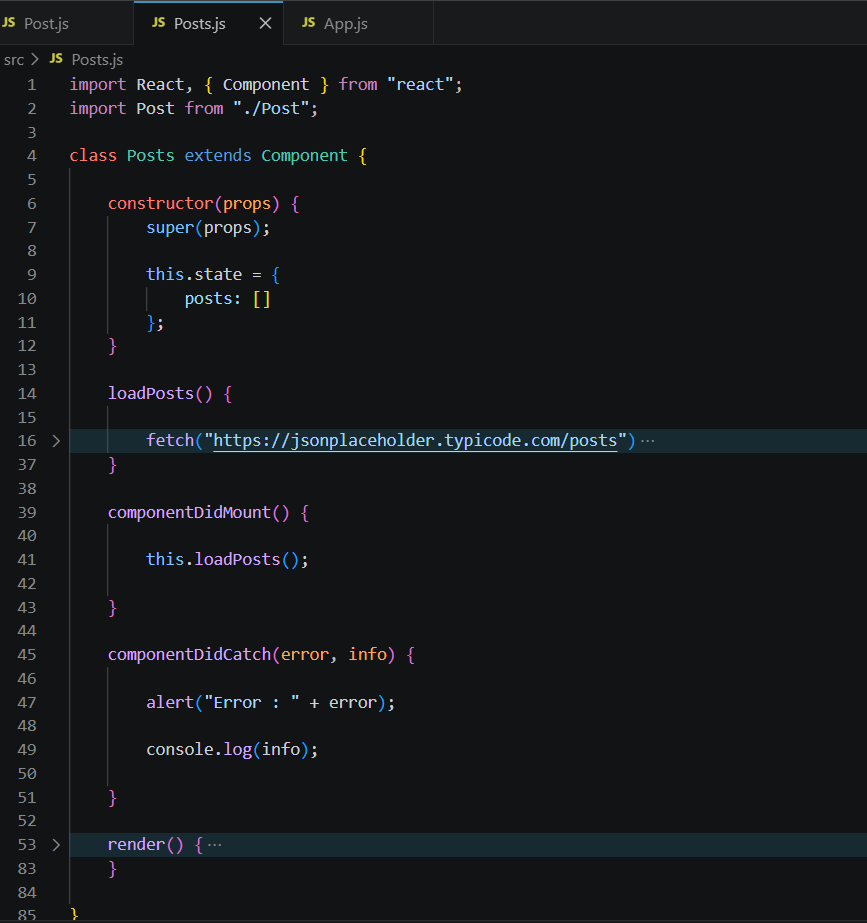 JS Post.js JS Posts.js × JS App.js
src > JS Posts.js
1 import React, { Component } from "react";
2 import Post from "./Post";
3
4 class Posts extends Component {
5
6 constructor(props) {
7 super(props);
8
9 this.state = {
10 posts: []
11 };
12 }
13
14 loadPosts() {
15
16 > fetch("https://jsonplaceholder.typicode.com/posts") ···
37 }
38
39 componentDidMount() {
40
41 this.loadPosts();
42
43 }
44
45 componentDidCatch(error, info) {
46
47 alert("Error : " + error);
48
49 console.log(info);
50
51 }
52
53 > render() { ···
83 }
84
85 }